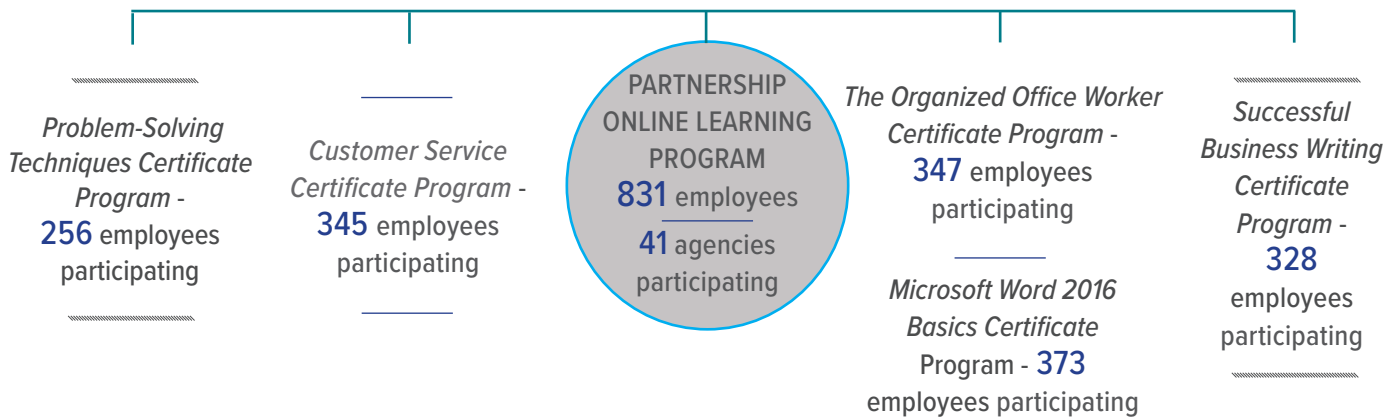 Problem-Solving
Techniques Certificate
Program -
256 employees
participating
Customer Service
Certificate Program -
345 employees
participating
PARTNERSHIP
ONLINE LEARNING
PROGRAM
831 employees
41 agencies
participating
The Organized Office Worker
Certificate Program -
347 employees
participating
Microsoft Word 2016
Basics Certificate
Program - 373
employees participating
Successful
Business Writing
Certificate
Program -
328
employees
participating